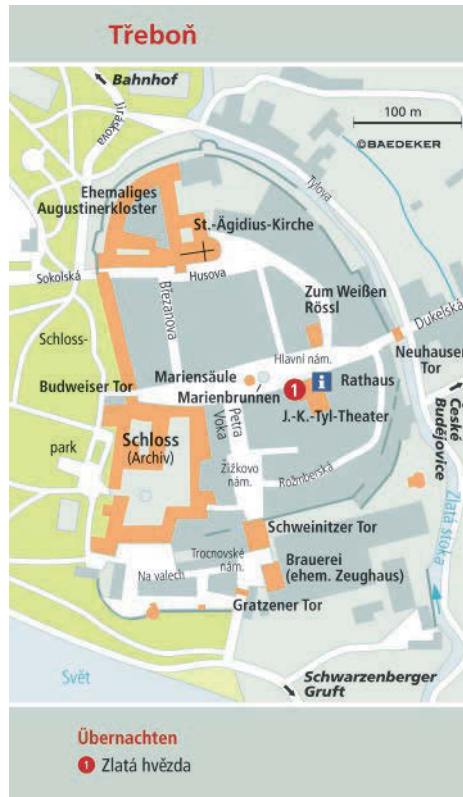 Třeboň
Bahnhof
Jiráskova
100 m
©BAEDEKER
Tylova
Ehemaliges
Augustinerkloster
St.-Ägidius-Kirche
Sokolská
Husova
Březanova
Zum Weißen
Rössl
Dukelská
Schloss-
Hlavní nám.
Neuhauser
Tor
Budweiser Tor
Mariensäule
Marienbrunnen
1
i
Rathaus
J.-K.-Tyl-Theater
České
Budějovice
park
Schloss
(Archiv)
Petra
Voka
Žižkovo
nám.
Rožmberská
Zlatá stoka
Schweinitzer Tor
Trocnovské
nám.
Brauerei
(ehem. Zeughaus)
Na valech
Gratzener Tor
Svět
Schwarzenberger
Gruft
Übernachten
1 Zlatá hvězda